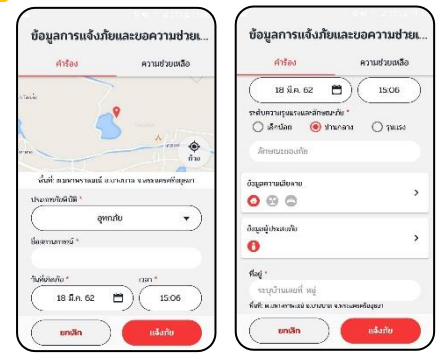 ข้อมูลการแจ้งภัยและขอความช่วยเ...
คำร้อง ความช่วยเหลือ
ประเภทภัยพิบัติ *
อุทกภัย
ชื่อสถานการณ์ *
วันที่เกิดภัย * เวลา *
18 มี.ค. 62 15:06
ยกเลิก แจ้งภัย
ข้อมูลการแจ้งภัยและขอความช่วยเ...
คำร้อง ความช่วยเหลือ
18 มี.ค. 62 15:06
ระดับความรุนแรงและลักษณะภัย *
เล็กน้อย ปานกลาง รุนแรง
ลักษณะของภัย
ข้อมูลความเสียหาย
ข้อมูลผู้ประสบภัย
ที่อยู่ *
ระบุบ้านเลขที่ หมู่
ยกเลิก แจ้งภัย